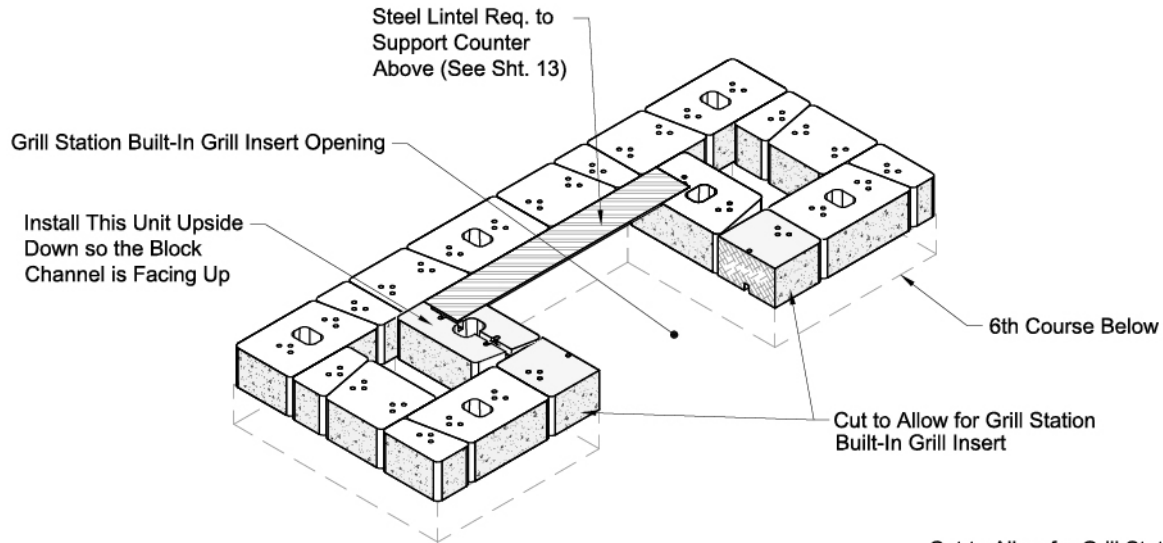 Steel Lintel Req. to
Support Counter
Above (See Sht. 13)
Grill Station Built-In Grill Insert Opening
Install This Unit Upside
Down so the Block
Channel is Facing Up
6th Course Below
Cut to Allow for Grill Station
Built-In Grill Insert